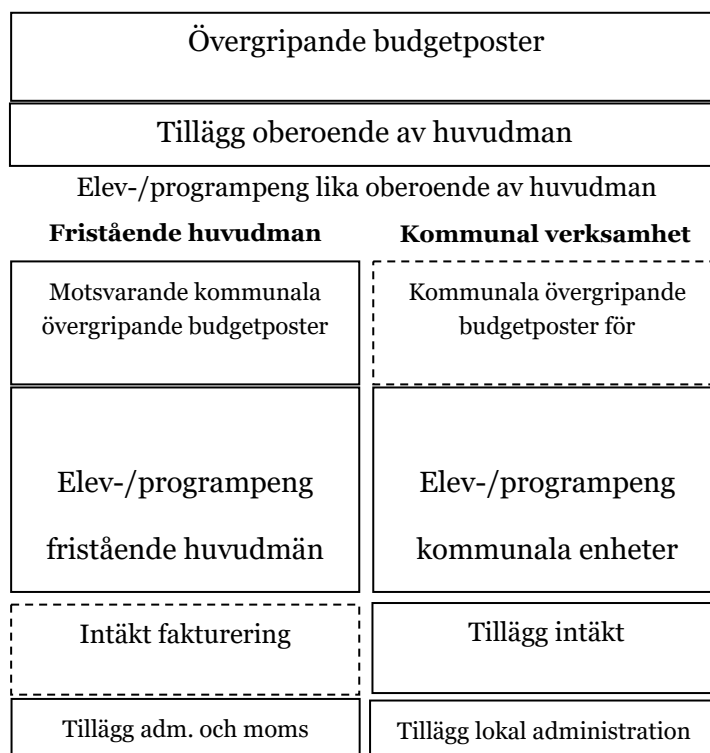 Övergripande budgetposter
Tillägg oberoende av huvudman
Elev-/programpeng lika oberoende av huvudman
Fristående huvudman
Kommunal verksamhet
Motsvarande kommunala
övergripande budgetposter
Kommunala övergripande
budgetposter för
Elev-/programpeng
fristående huvudmän
Elev-/programpeng
kommunala enheter
Intäkt fakturering
Tillägg intäkt
Tillägg adm. och moms
Tillägg lokal administration